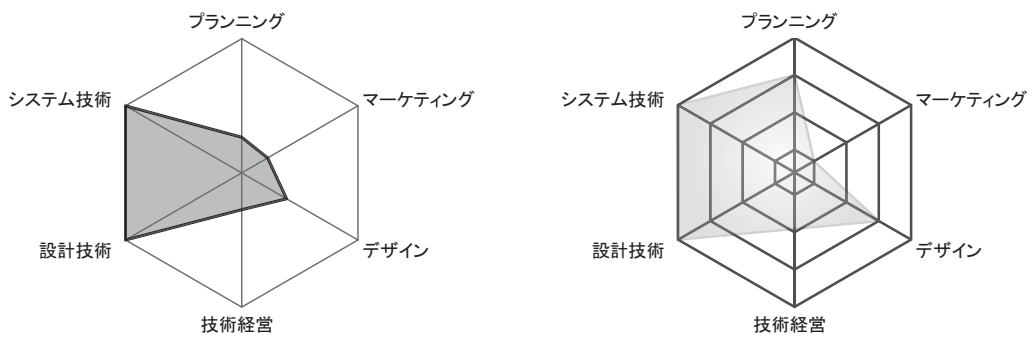 プランニング
システム技術
マーケティング
設計技術
デザイン
技術経営
プランニング
システム技術
マーケティング
設計技術
デザイン
技術経営